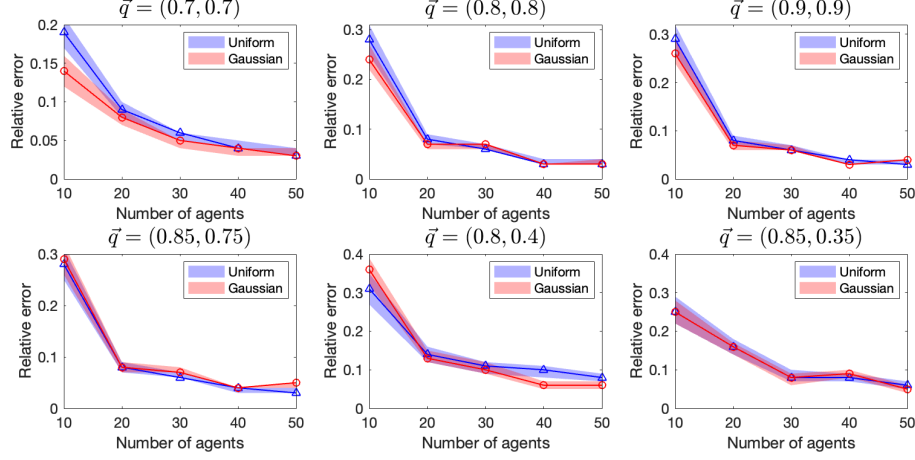 q⃗ = (0.7, 0.7)
0.2
0.15
0.1
0.05
Relative error
Uniform
Gaussian
10 20 30 40 50
Number of agents
q⃗ = (0.8, 0.8)
0.3
0.2
0.1
0
Relative error
Uniform
Gaussian
10 20 30 40 50
Number of agents
q⃗ = (0.9, 0.9)
0.3
0.2
0.1
0
Relative error
Uniform
Gaussian
10 20 30 40 50
Number of agents
q⃗ = (0.85, 0.75)
0.3
0.2
0.1
0
Relative error
Uniform
Gaussian
10 20 30 40 50
Number of agents
q⃗ = (0.8, 0.4)
0.4
0.3
0.2
0.1
0
Relative error
Uniform
Gaussian
10 20 30 40 50
Number of agents
q⃗ = (0.85, 0.35)
0.4
0.3
0.2
0.1
0
Relative error
Uniform
Gaussian
10 20 30 40 50
Number of agents